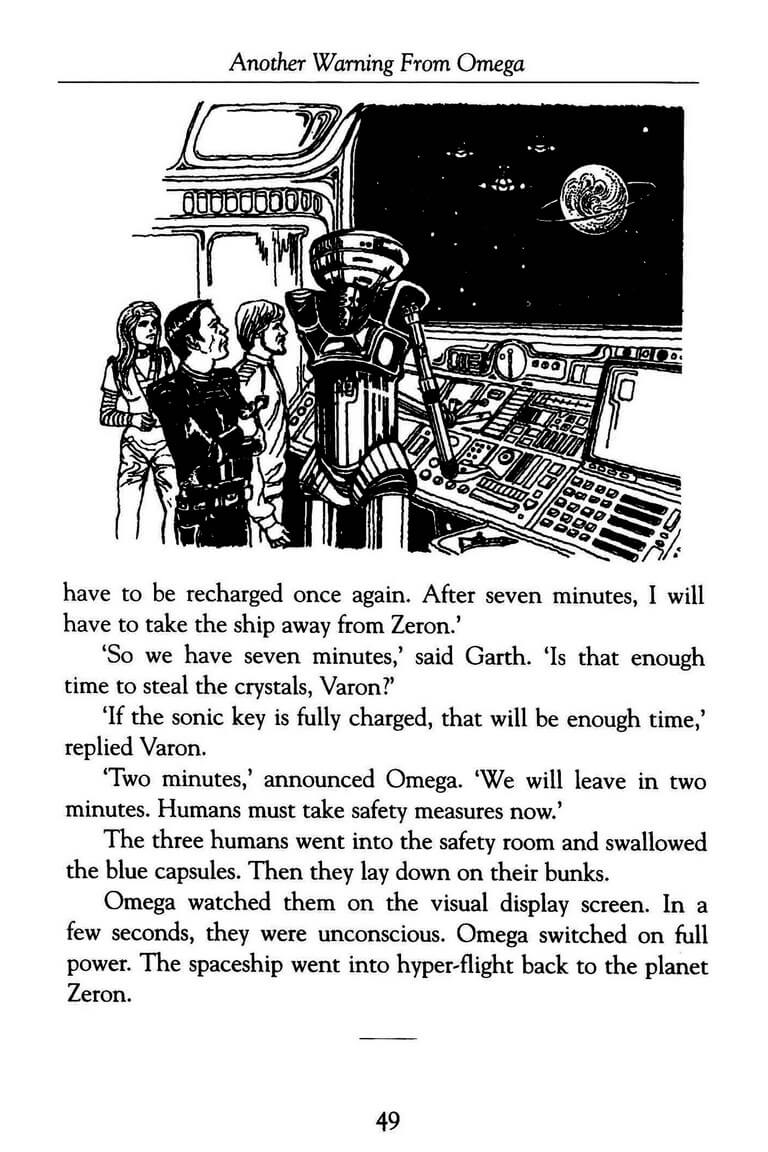 Another Warning From Omega
have to be recharged once again. After seven minutes, I will
have to take the ship away from Zeron.’
‘So we have seven minutes,’ said Garth. ‘Is that enough
time to steal the crystals, Varon?’
‘If the sonic key is fully charged, that will be enough time,’
replied Varon.
‘Two minutes,’ announced Omega. ‘We will leave in two
minutes. Humans must take safety measures now.’
The three humans went into the safety room and swallowed
the blue capsules. Then they lay down on their bunks.
Omega watched them on the visual display screen. In a
few seconds, they were unconscious. Omega switched on full
power. The spaceship went into hyper-flight back to the planet
Zeron.
49